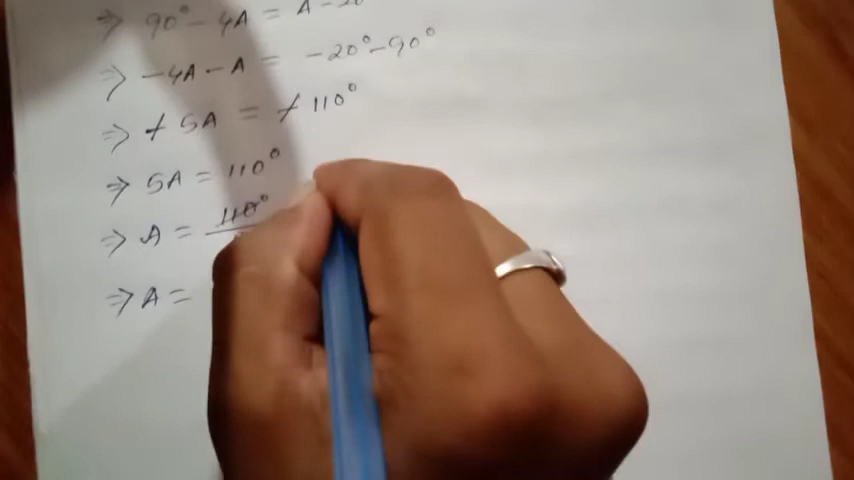 ⇒ 90° - 4A = A - 20
⇒ -4A - A = -20° - 90°
⇒ - 5A = - 110°
⇒ 5A = 110°
⇒ A = 110°
⇒ A =